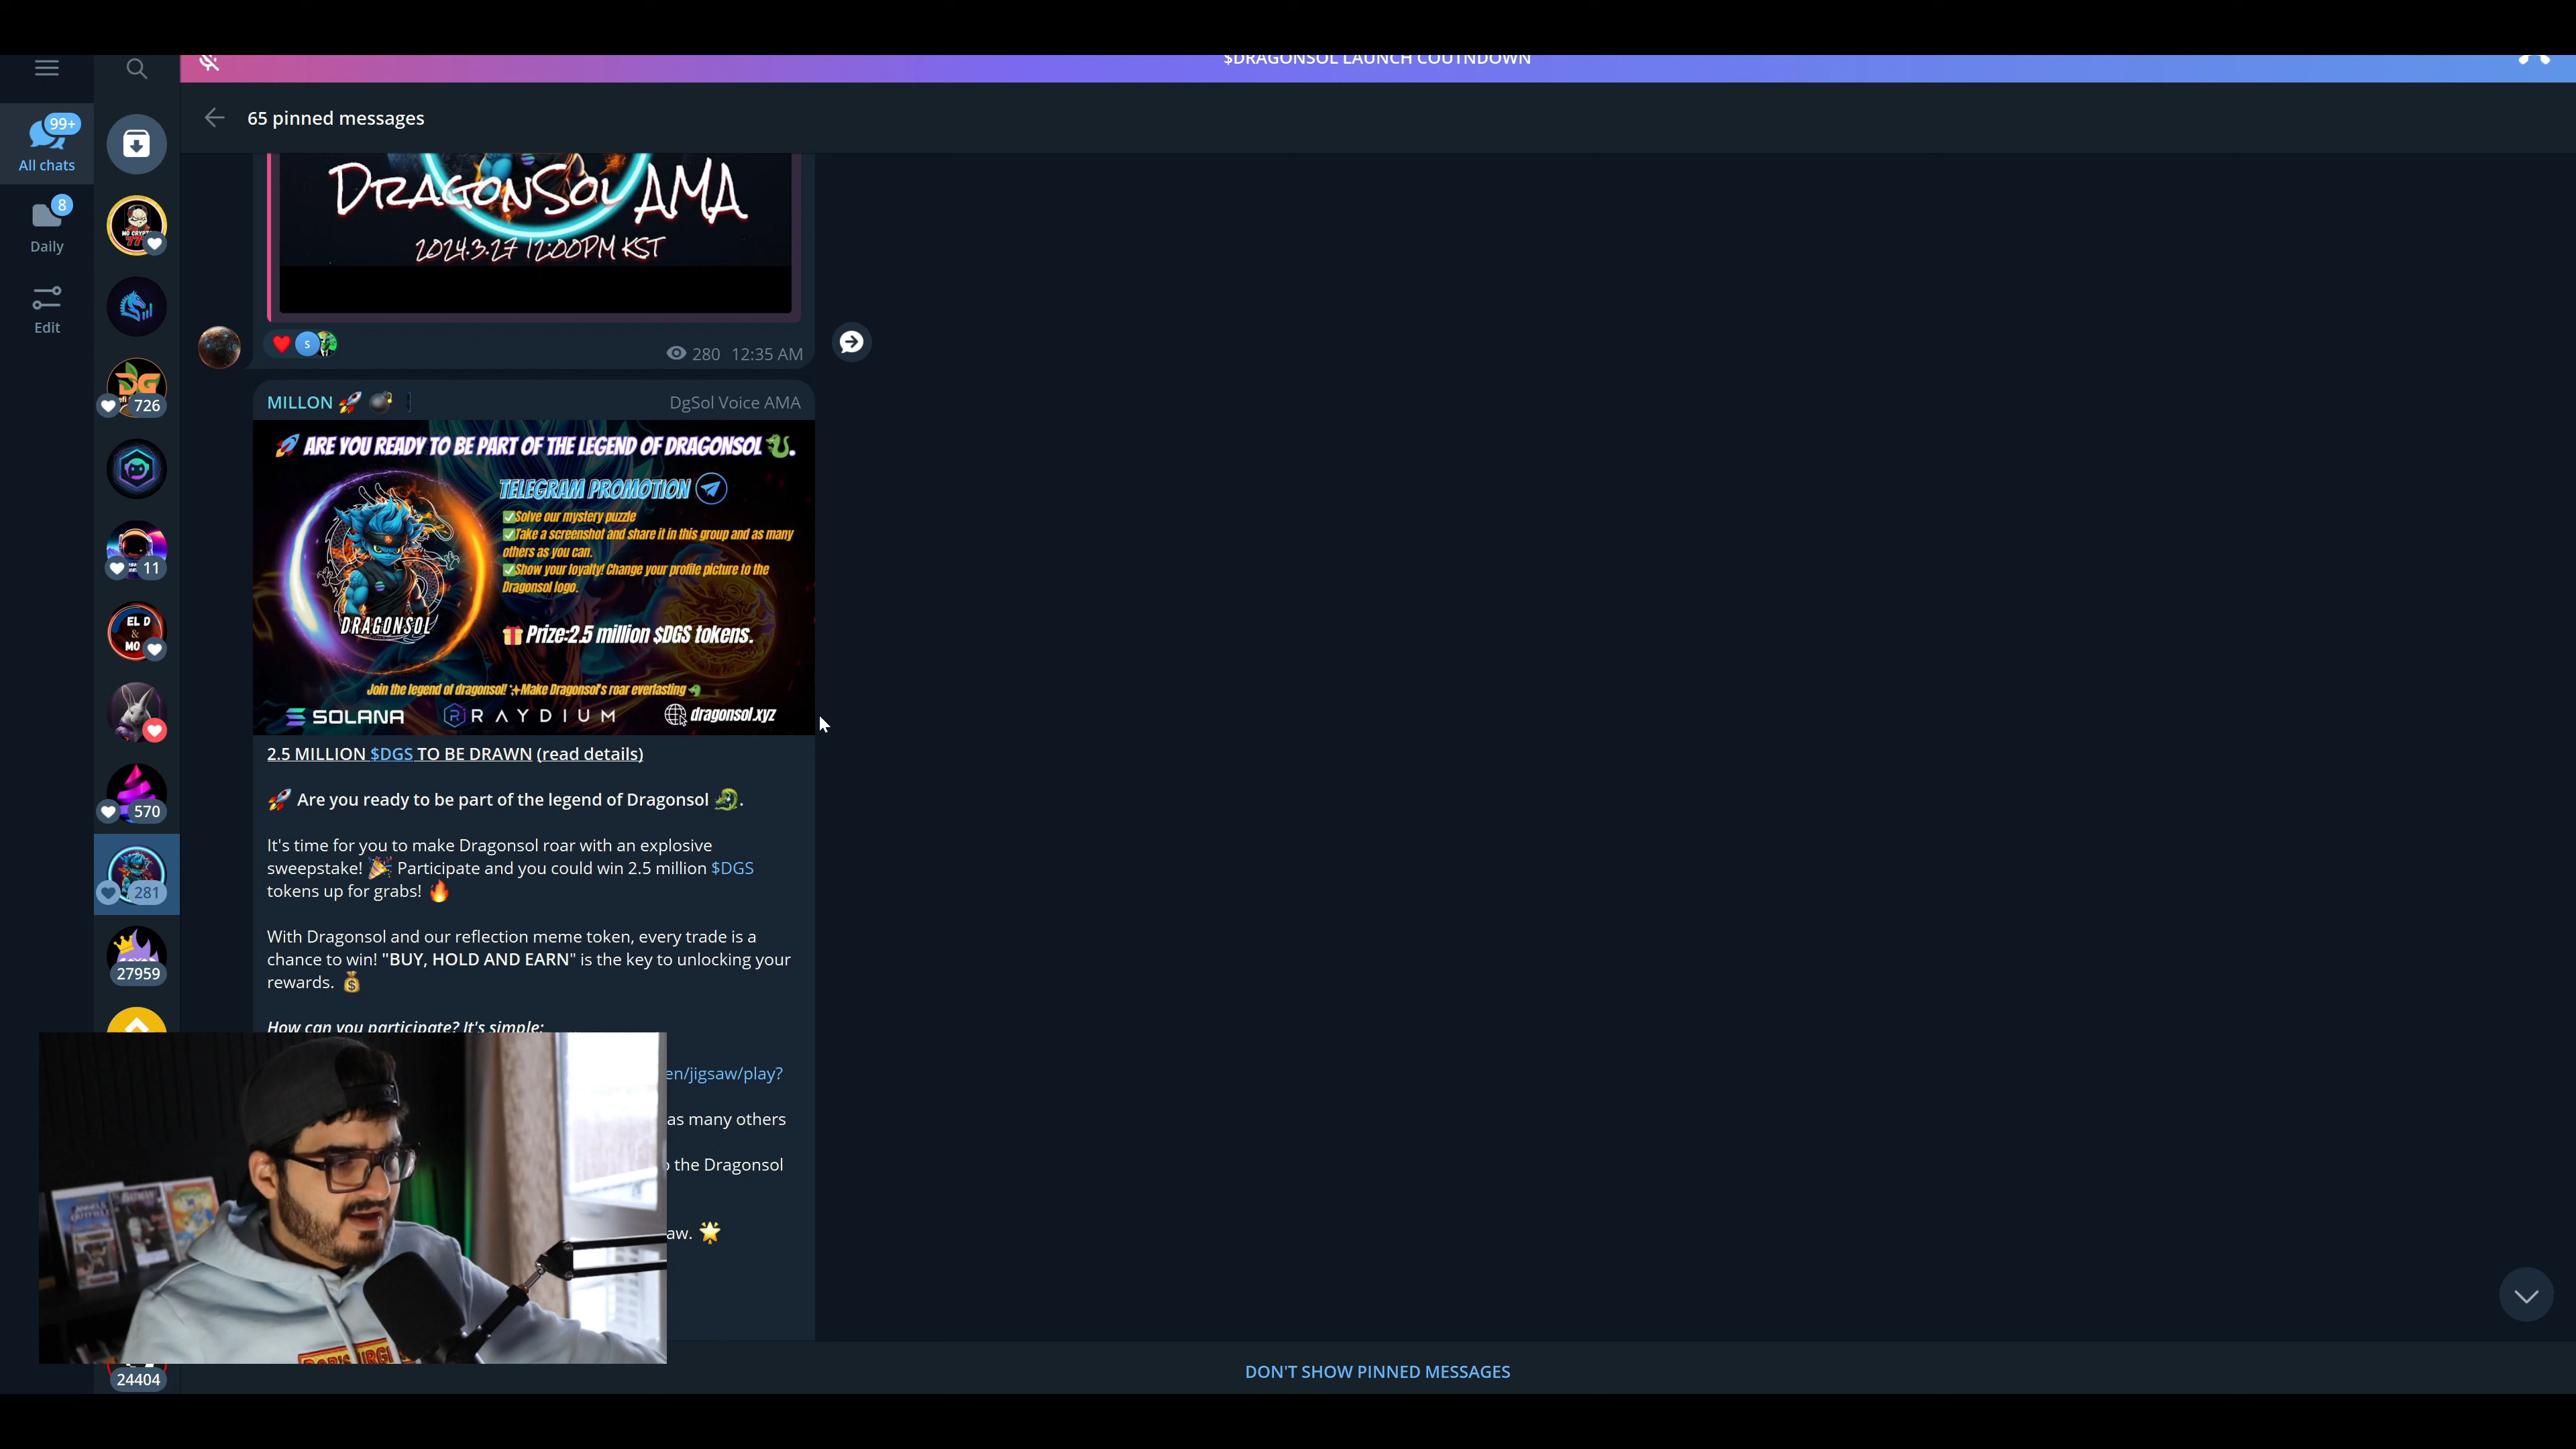 $DRAGONSOL LAUNCH COUTNDOWN
65 pinned messages
99+
All chats
8
Daily
Edit
726
11
EL D
&
MO
570
281
27959
24404
DRAGONSOL AMA
2024.3.27 12:00PM KST
S
280 12:35 AM
MILLON 🚀 💣
DgSol Voice AMA
🚀 ARE YOU READY TO BE PART OF THE LEGEND OF DRAGONSOL 🐉.
TELEGRAM PROMOTION
✅Solve our mystery puzzle
✅Take a screenshot and share it in this group and as many
others as you can.
✅Show your loyalty! Change your profile picture to the
Dragonsol logo.
DRAGONSOL
🎁 Prize:2.5 million $DGS tokens.
Join the legend of dragonsol! ✨Make Dragonsol's roar everlasting 🐲
SOLANA
RAYDIUM
dragonsol.xyz
2.5 MILLION $DGS TO BE DRAWN (read details)
🚀 Are you ready to be part of the legend of Dragonsol 🐲.
It's time for you to make Dragonsol roar with an explosive
sweepstake! 🎉 Participate and you could win 2.5 million $DGS
tokens up for grabs! 🔥
With Dragonsol and our reflection meme token, every trade is a
chance to win! "BUY, HOLD AND EARN" is the key to unlocking your
rewards. 💰
How can you participate? It's simple:
en/jigsaw/play?
as many others
the Dragonsol
aw. 🌟
DON'T SHOW PINNED MESSAGES